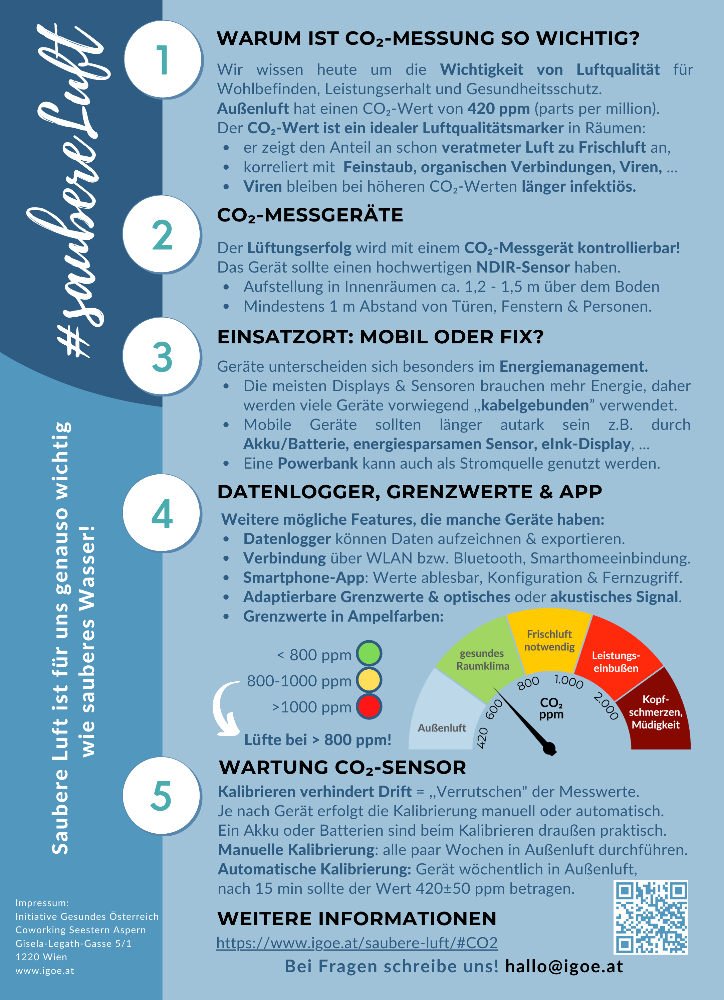 #saubereLuft
Saubere Luft ist für uns genauso wichtig
wie sauberes Wasser!
1
WARUM IST CO₂-MESSUNG SO WICHTIG?
Wir wissen heute um die Wichtigkeit von Luftqualität für
Wohlbefinden, Leistungserhalt und Gesundheitsschutz.
Außenluft hat einen CO₂-Wert von 420 ppm (parts per million).
Der CO₂-Wert ist ein idealer Luftqualitätsmarker in Räumen:
• er zeigt den Anteil an schon veratmeter Luft zu Frischluft an,
• korreliert mit Feinstaub, organischen Verbindungen, Viren, ...
• Viren bleiben bei höheren CO₂-Werten länger infektiös.
2
CO₂-MESSGERÄTE
Der Lüftungserfolg wird mit einem CO₂-Messgerät kontrollierbar!
Das Gerät sollte einen hochwertigen NDIR-Sensor haben.
• Aufstellung in Innenräumen ca. 1,2 - 1,5 m über dem Boden
• Mindestens 1 m Abstand von Türen, Fenstern & Personen.
3
EINSATZORT: MOBIL ODER FIX?
Geräte unterscheiden sich besonders im Energiemanagement.
• Die meisten Displays & Sensoren brauchen mehr Energie, daher
werden viele Geräte vorwiegend ,,kabelgebunden” verwendet.
• Mobile Geräte sollten länger autark sein z.B. durch
Akku/Batterie, energiesparsamen Sensor, eInk-Display, ...
• Eine Powerbank kann auch als Stromquelle genutzt werden.
4
DATENLOGGER, GRENZWERTE & APP
Weitere mögliche Features, die manche Geräte haben:
• Datenlogger können Daten aufzeichnen & exportieren.
• Verbindung über WLAN bzw. Bluetooth, Smarthomeeinbindung.
• Smartphone-App: Werte ablesbar, Konfiguration & Fernzugriff.
• Adaptierbare Grenzwerte & optisches oder akustisches Signal.
• Grenzwerte in Ampelfarben:
< 800 ppm
800-1000 ppm
>1000 ppm
Lüfte bei > 800 ppm!
Außenluft
gesundes
Raumklima
Frischluft
notwendig
Leistungs-
einbußen
Kopf-
schmerzen,
Müdigkeit
420
600
800
1.000
2.000
CO₂
ppm
5
WARTUNG CO₂-SENSOR
Kalibrieren verhindert Drift = ,,Verrutschen" der Messwerte.
Je nach Gerät erfolgt die Kalibrierung manuell oder automatisch.
Ein Akku oder Batterien sind beim Kalibrieren draußen praktisch.
Manuelle Kalibrierung: alle paar Wochen in Außenluft durchführen.
Automatische Kalibrierung: Gerät wöchentlich in Außenluft,
nach 15 min sollte der Wert 420±50 ppm betragen.
WEITERE INFORMATIONEN
https://www.igoe.at/saubere-luft/#CO2
Bei Fragen schreibe uns! hallo@igoe.at
Impressum:
Initiative Gesundes Österreich
Coworking Seestern Aspern
Gisela-Legath-Gasse 5/1
1220 Wien
www.igoe.at